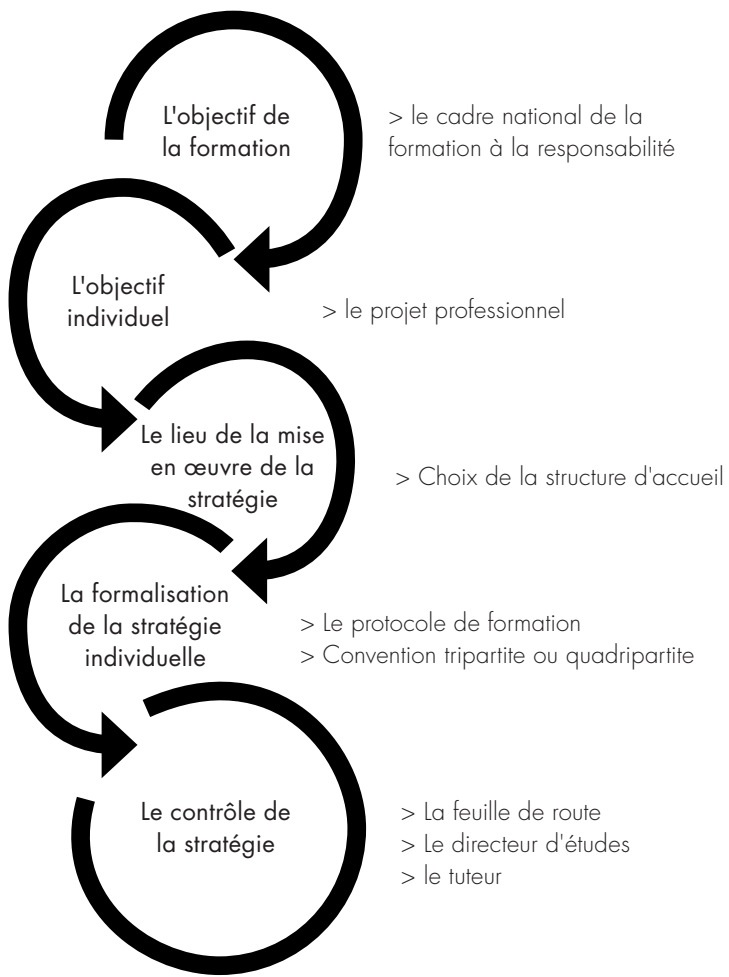 L'objectif de
la formation
> le cadre national de la
formation à la responsabilité
L'objectif
individuel
> le projet professionnel
Le lieu de la mise
en œuvre de la
stratégie
> Choix de la structure d'accueil
La formalisation
de la stratégie
individuelle
> Le protocole de formation
> Convention tripartite ou quadripartite
Le contrôle de
la stratégie
> La feuille de route
> Le directeur d'études
> le tuteur